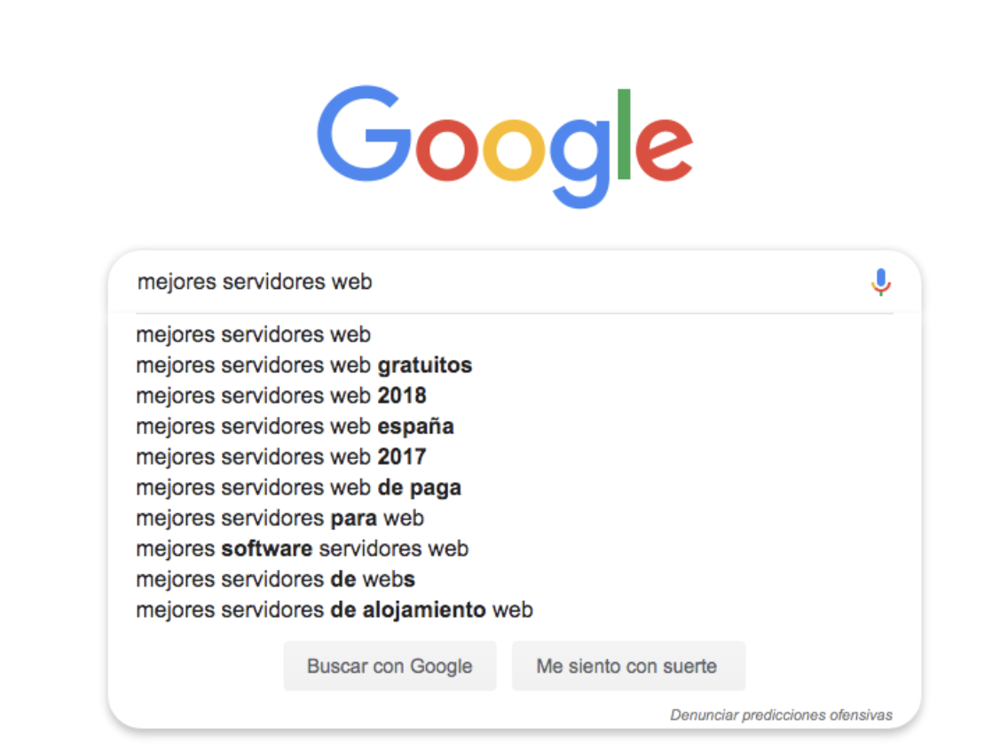 Google
mejores servidores web
mejores servidores web
mejores servidores web gratuitos
mejores servidores web 2018
mejores servidores web españa
mejores servidores web 2017
mejores servidores web de paga
mejores servidores para web
mejores software servidores web
mejores servidores de webs
mejores servidores de alojamiento web
Buscar con Google Me siento con suerte
Denunciar predicciones ofensivas